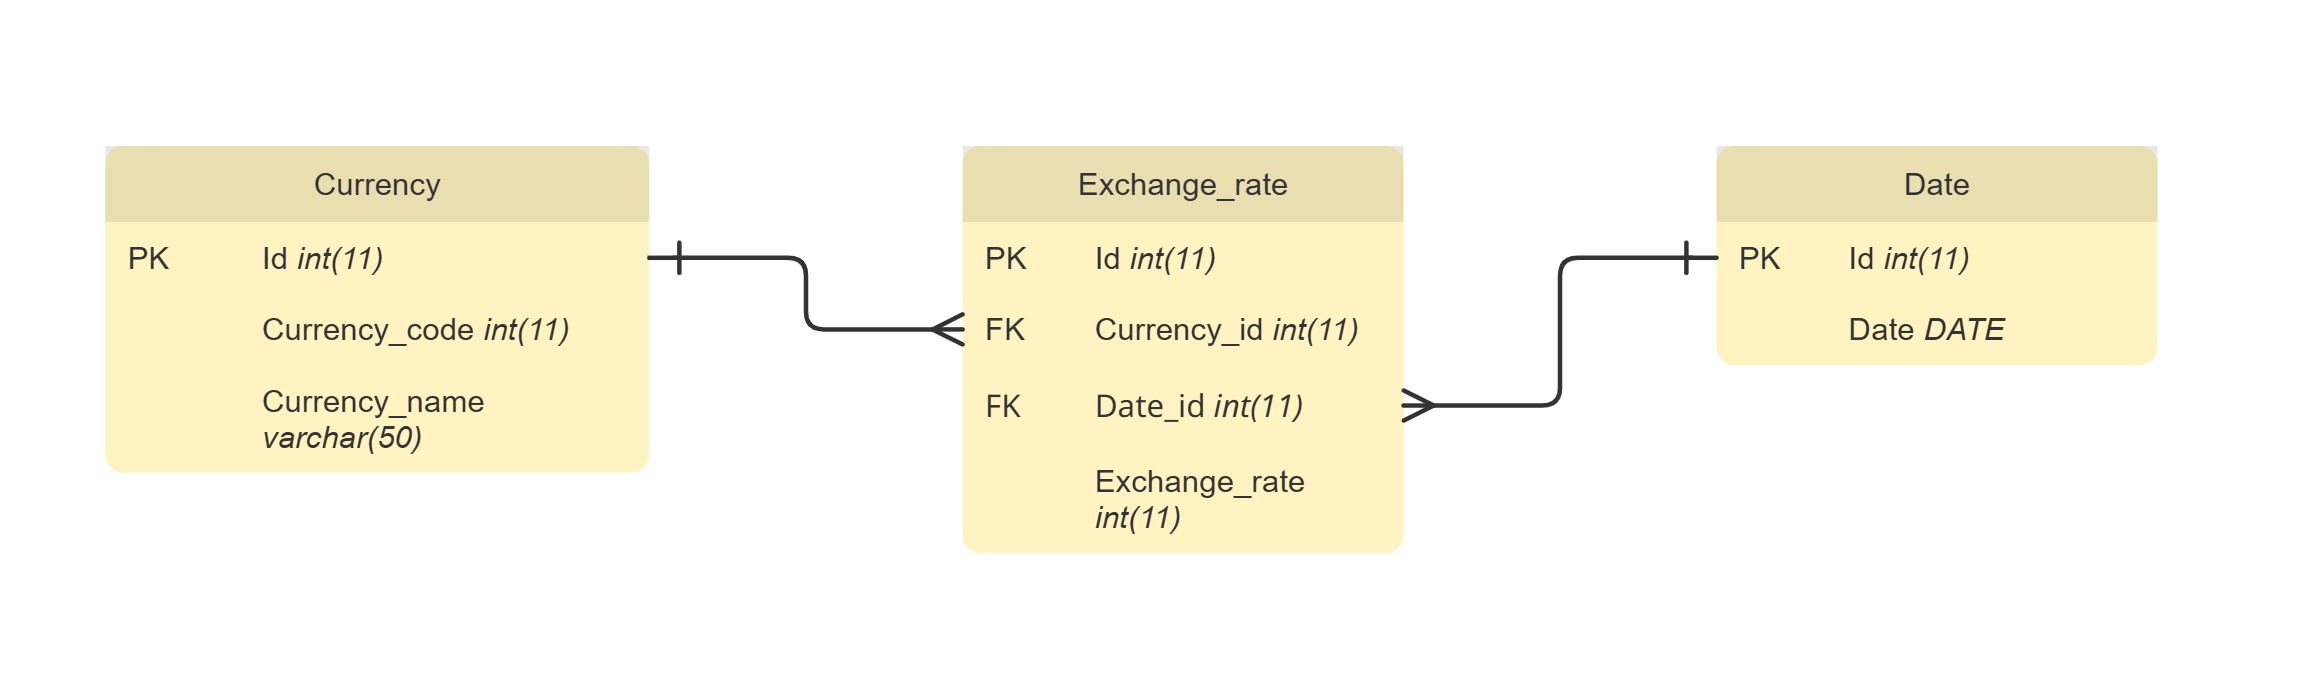 Currency
PK Id int(11)
Currency_code int(11)
Currency_name
varchar(50)
Exchange_rate
PK Id int(11)
FK Currency_id int(11)
FK Date_id int(11)
Exchange_rate
int(11)
Date
PK Id int(11)
Date DATE